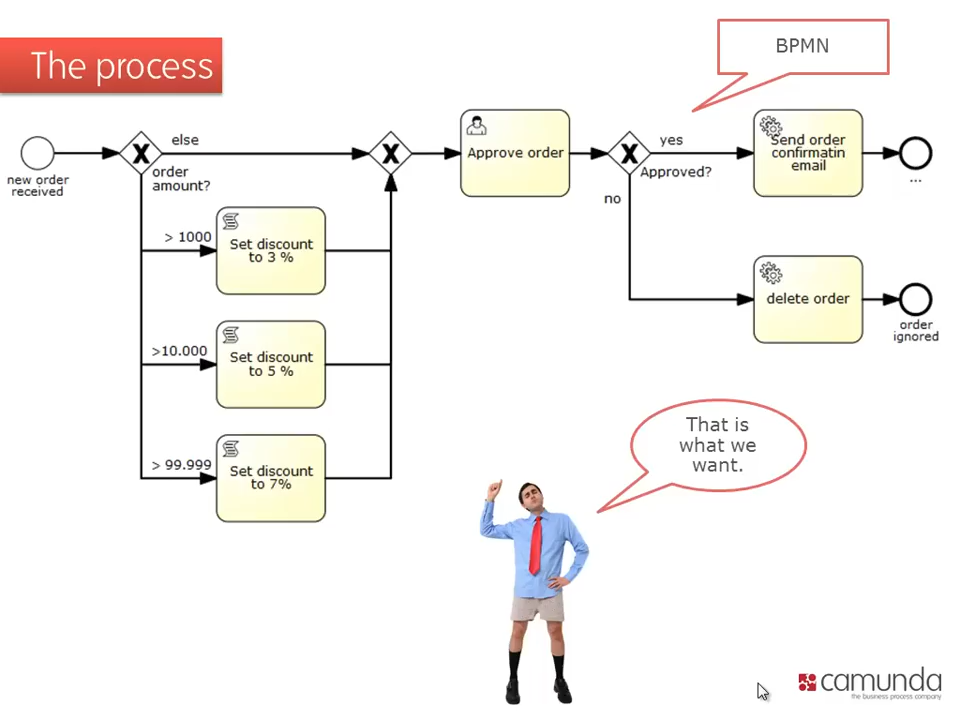 The process
BPMN
new order
received
else
order
amount?
> 1000
Set discount
to 3 %
>10.000
Set discount
to 5 %
> 99.999
Set discount
to 7%
Approve order
yes
Approved?
no
Send order
confirmatin
email
...
delete order
order
ignored
That is
what we
want.
camunda
the business process company